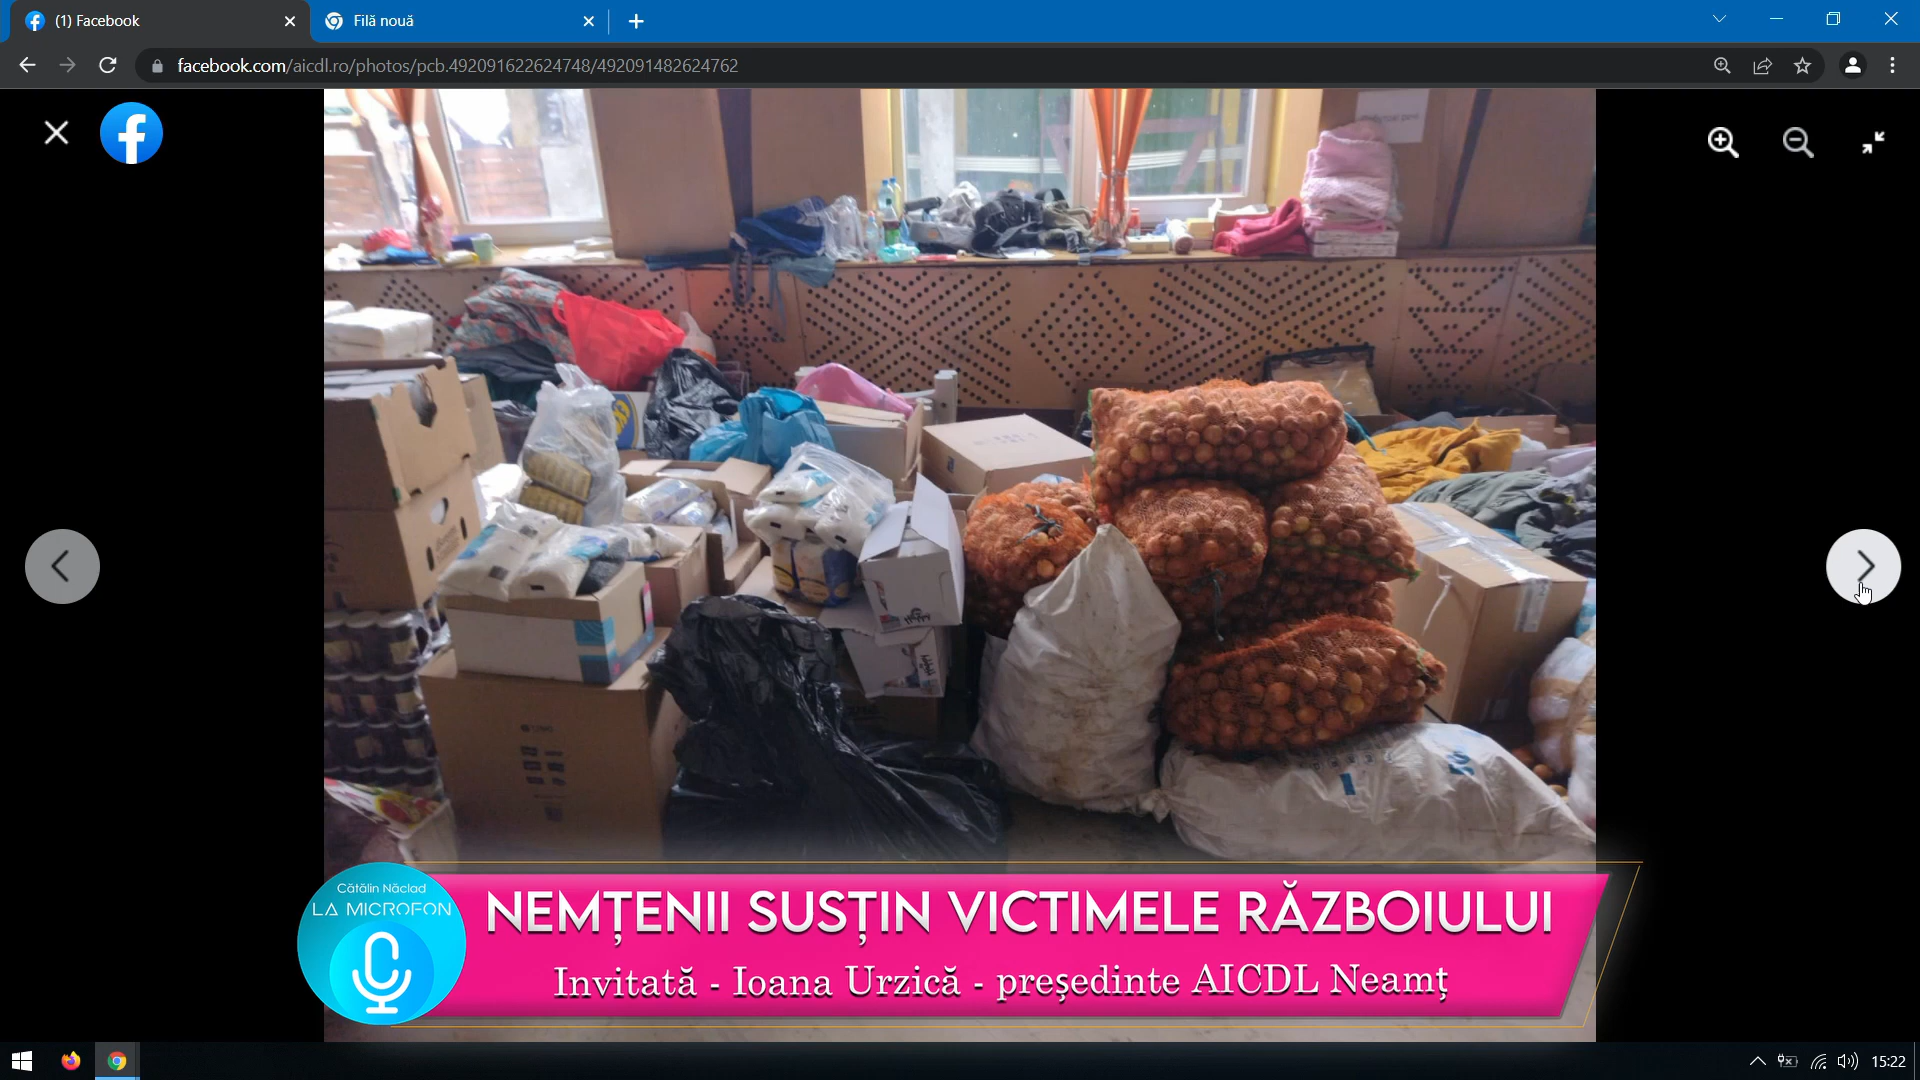 (1) Facebook
Filă nouă
facebook.com/aicdl.ro/photos/pcb.492091622624748/492091482624762
Cătălin Năclad
LA MICROFON
NEMȚENII SUSȚIN VICTIMELE RĂZBOIULUI
Invitată - Ioana Urzică - președinte AICDL Neamț
15:22